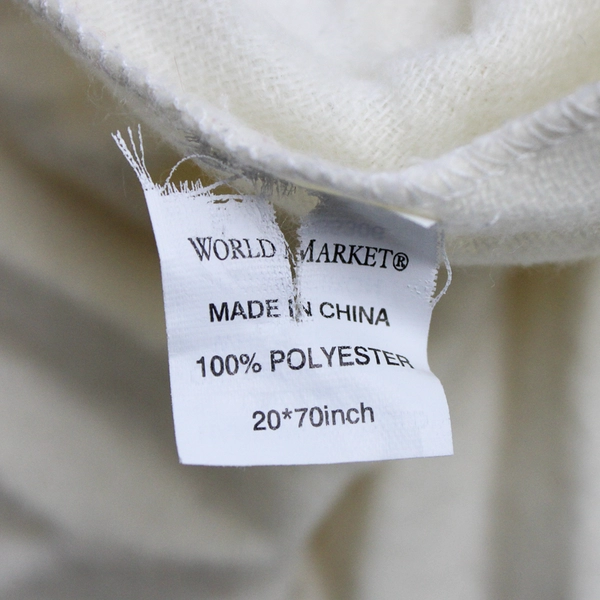 WORLD MARKET®
MADE IN CHINA
100% POLYESTER
20*70inch